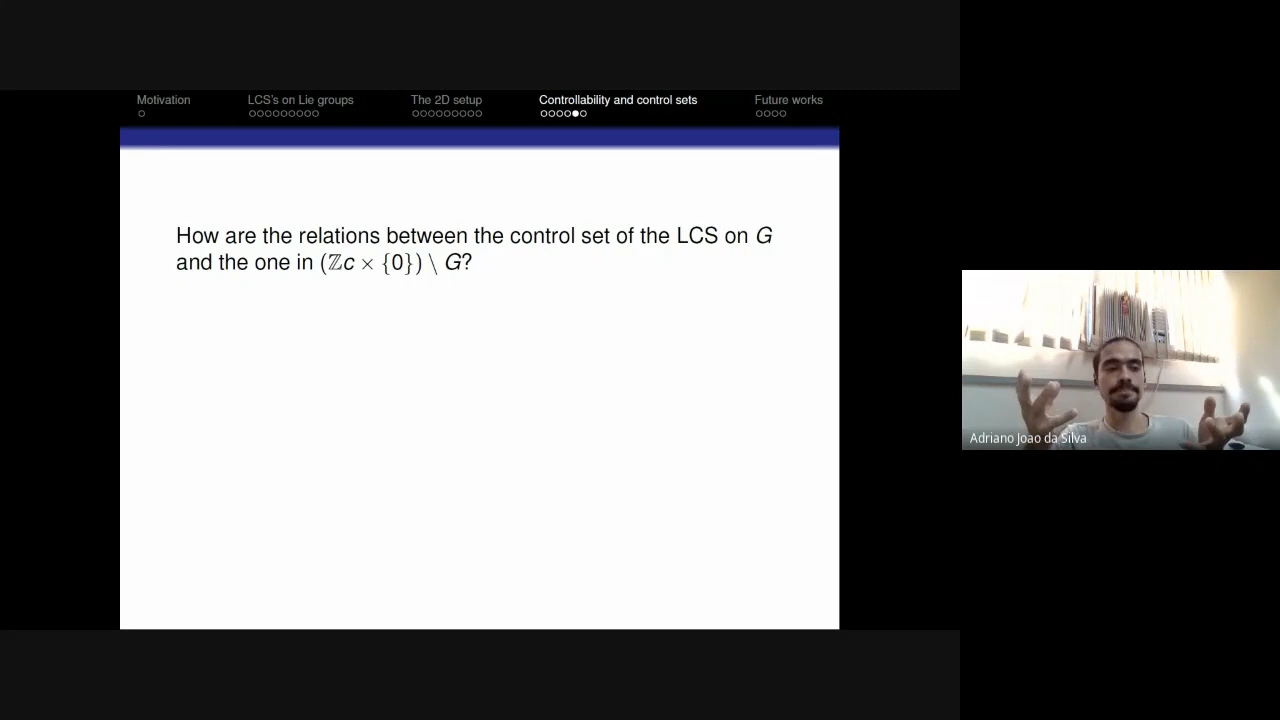 Motivation
LCS's on Lie groups
The 2D setup
Controllability and control sets
Future works
How are the relations between the control set of the LCS on G
and the one in (ℤc × {0}) \ G?
Adriano Joao da Silva